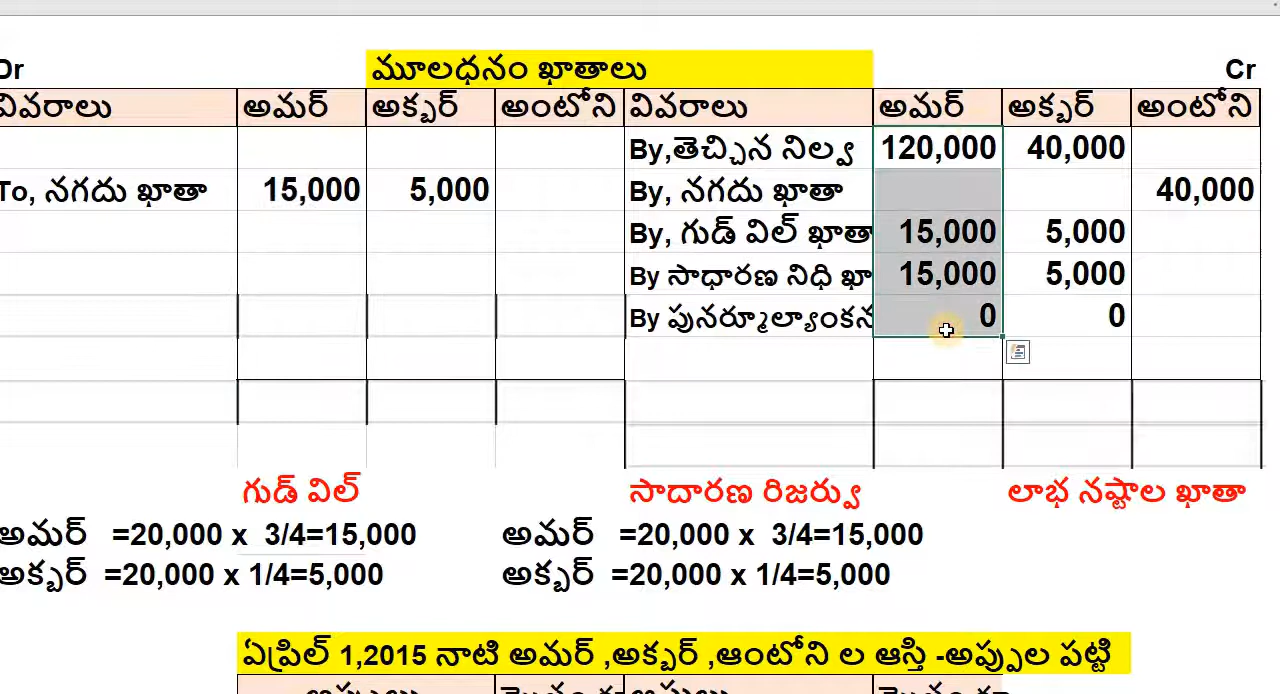 Dr మూలధనం ఖాతాలు Cr
వివరాలు అమర్ అక్బర్ అంటోని వివరాలు అమర్ అక్బర్ అంటోని
By,తెచ్చిన నిల్వ 120,000 40,000
To, నగదు ఖాతా 15,000 5,000 By, నగదు ఖాతా 40,000
By, గుడ్ విల్ ఖాతా 15,000 5,000
By సాధారణ నిధి ఖా 15,000 5,000
By పునర్మూల్యాంకన 0 0
గుడ్ విల్ సాదారణ రిజర్వు లాభ నష్టాల ఖాతా
అమర్ =20,000 x 3/4=15,000 అమర్ =20,000 x 3/4=15,000
అక్బర్ =20,000 x 1/4=5,000 అక్బర్ =20,000 x 1/4=5,000
ఏప్రిల్ 1,2015 నాటి అమర్ ,అక్బర్ ,ఆంటోని ల ఆస్తి -అప్పుల పట్టి